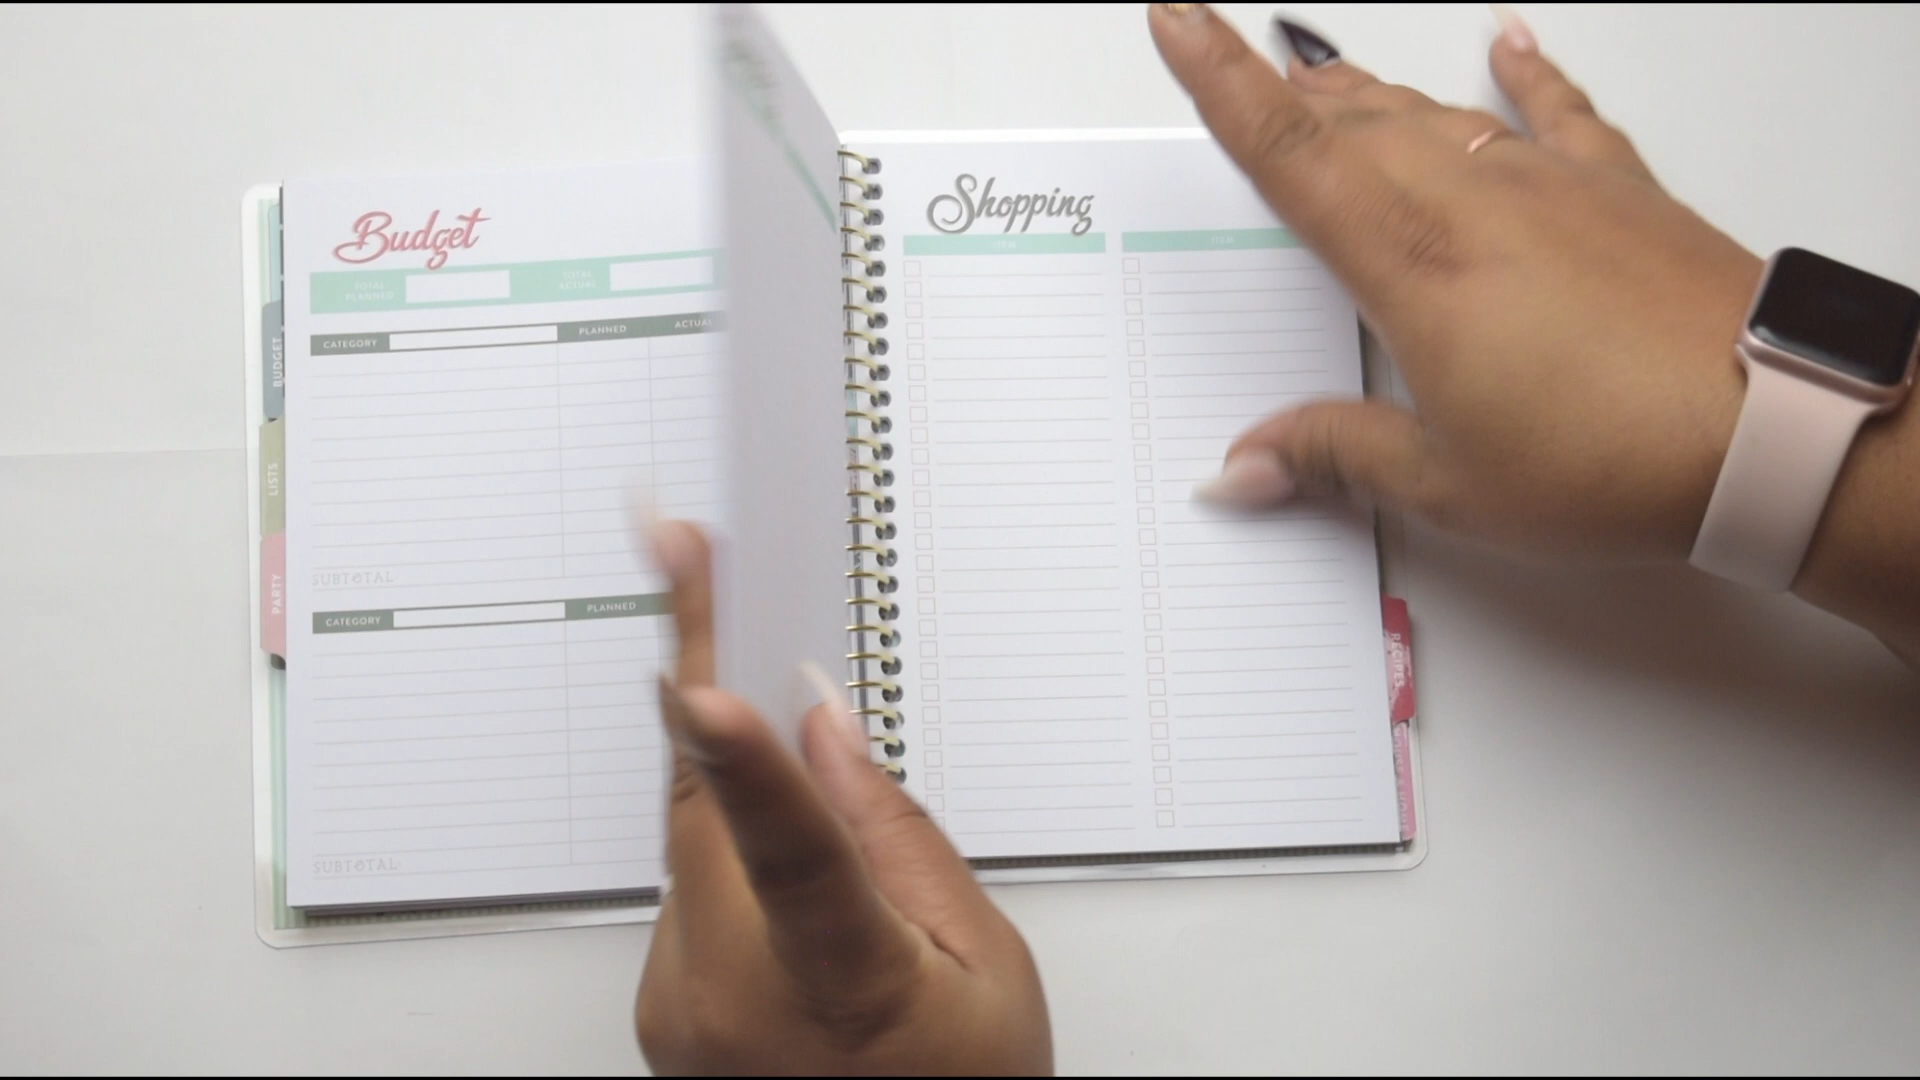 Budget
TOTAL PLANNED
TOTAL ACTUAL
CATEGORY PLANNED ACTUAL
SUBTOTAL:
CATEGORY PLANNED
SUBTOTAL:
BUDGET
LISTS
PARTY
Shopping
ITEM ITEM
RECIPES